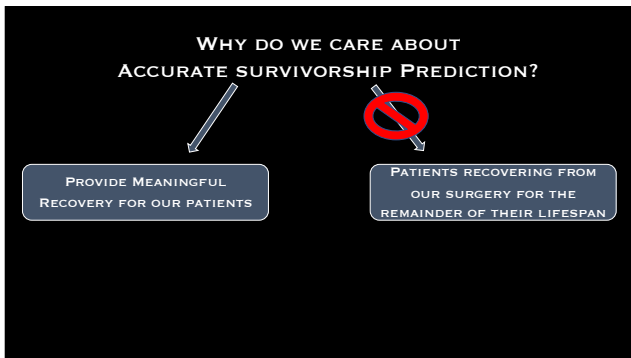 Why do we care about
Accurate survivorship Prediction?
Provide Meaningful
Recovery for our patients
Patients recovering from
our surgery for the
remainder of their lifespan